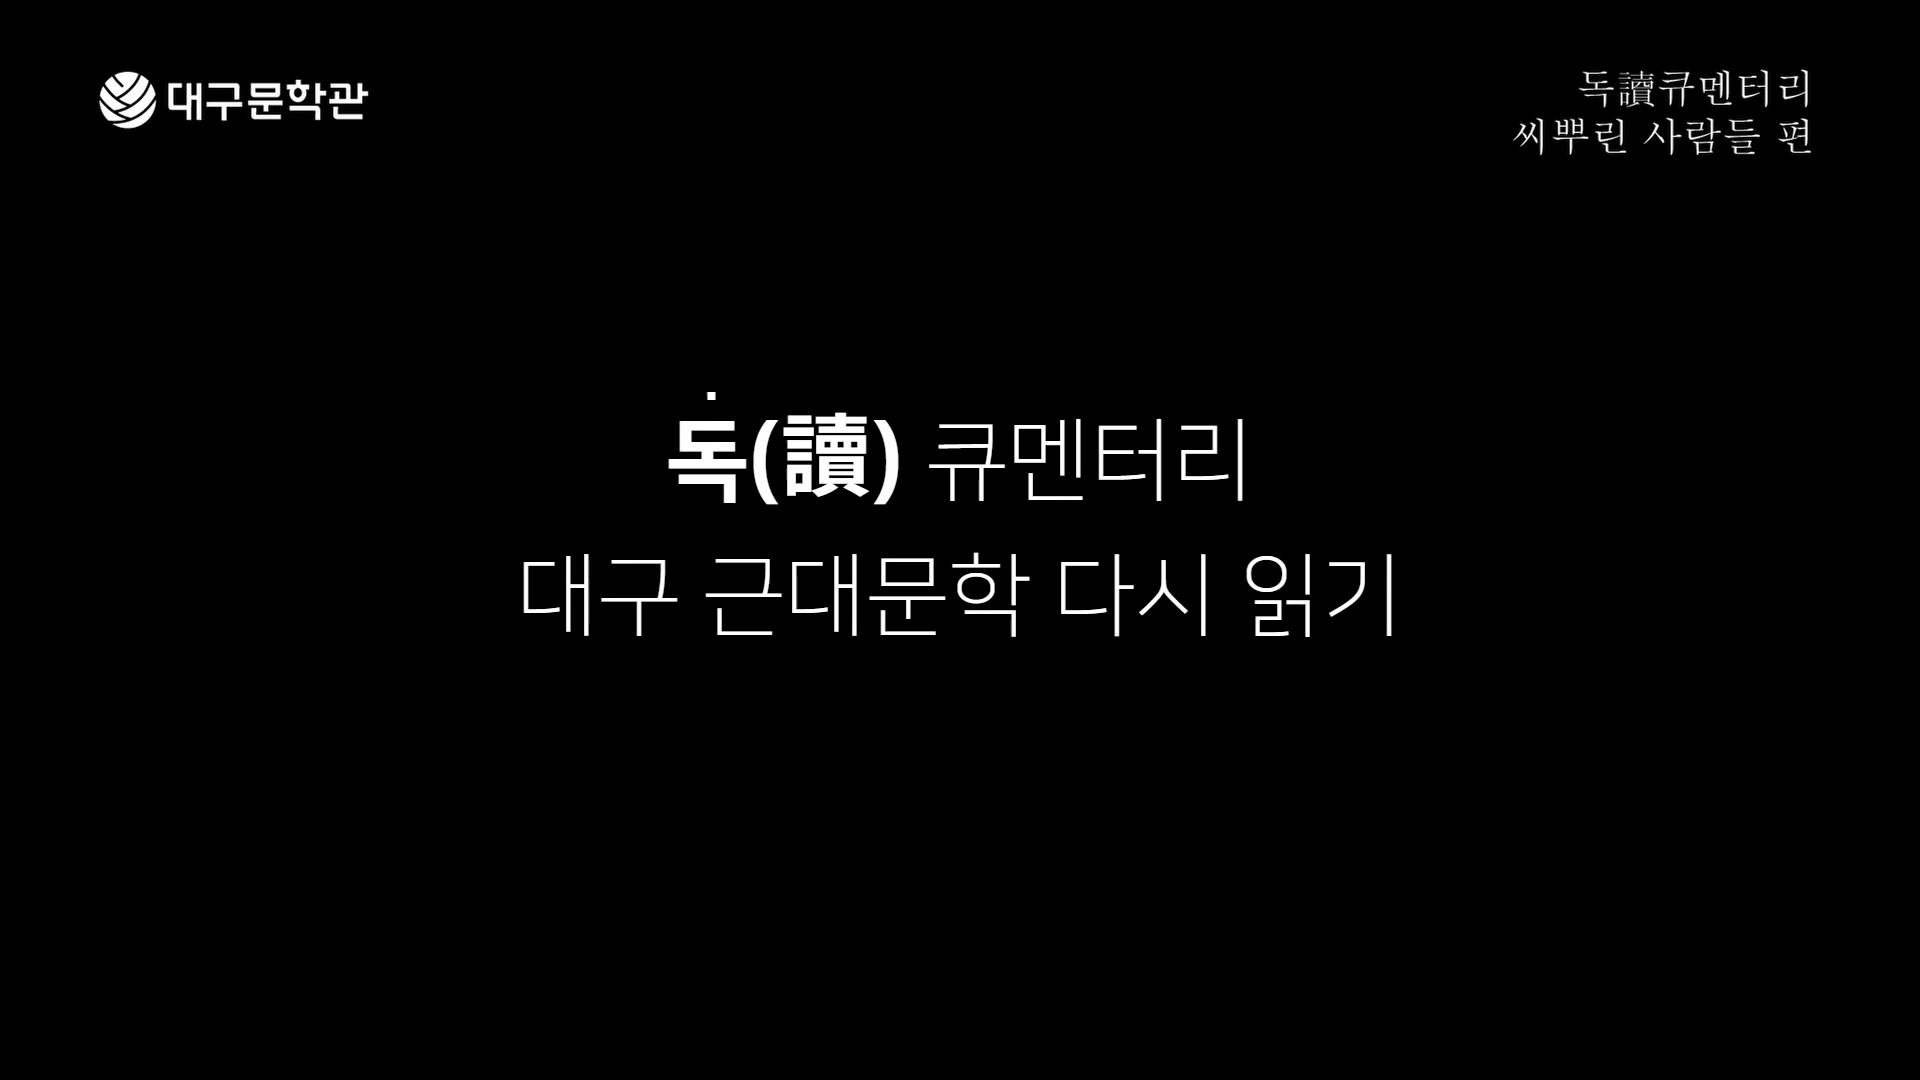 대구문학관
독讀큐멘터리
씨뿌린 사람들 편
독(讀) 큐멘터리
대구 근대문학 다시 읽기